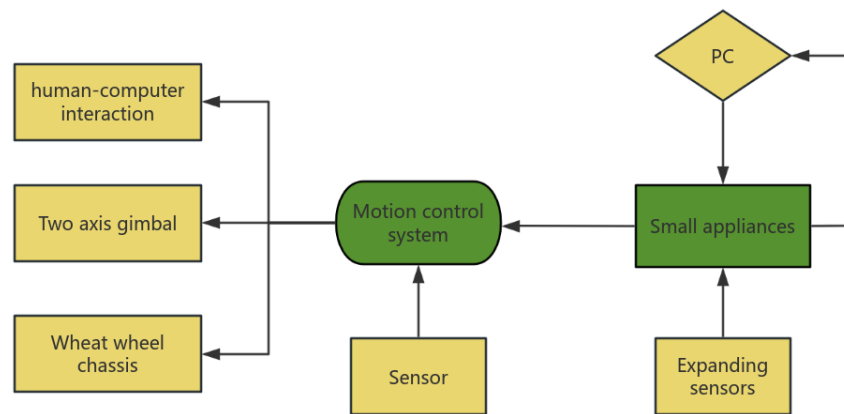 PC
human-computer
interaction
Two axis gimbal
Motion control
system
Small appliances
Wheat wheel
chassis
Sensor
Expanding
sensors